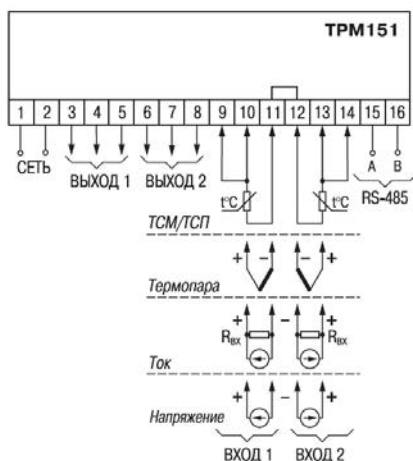 ТРМ151
1 2 3 4 5 6 7 8 9 10 11 12 13 14 15 16
СЕТЬ ВЫХОД 1 ВЫХОД 2 t°C t°C A B
RS-485
ТСМ/ТСП
+ - - +
Термопара
+ - +
Rвх Rвх
Ток
+ - +
Напряжение
ВХОД 1 ВХОД 2